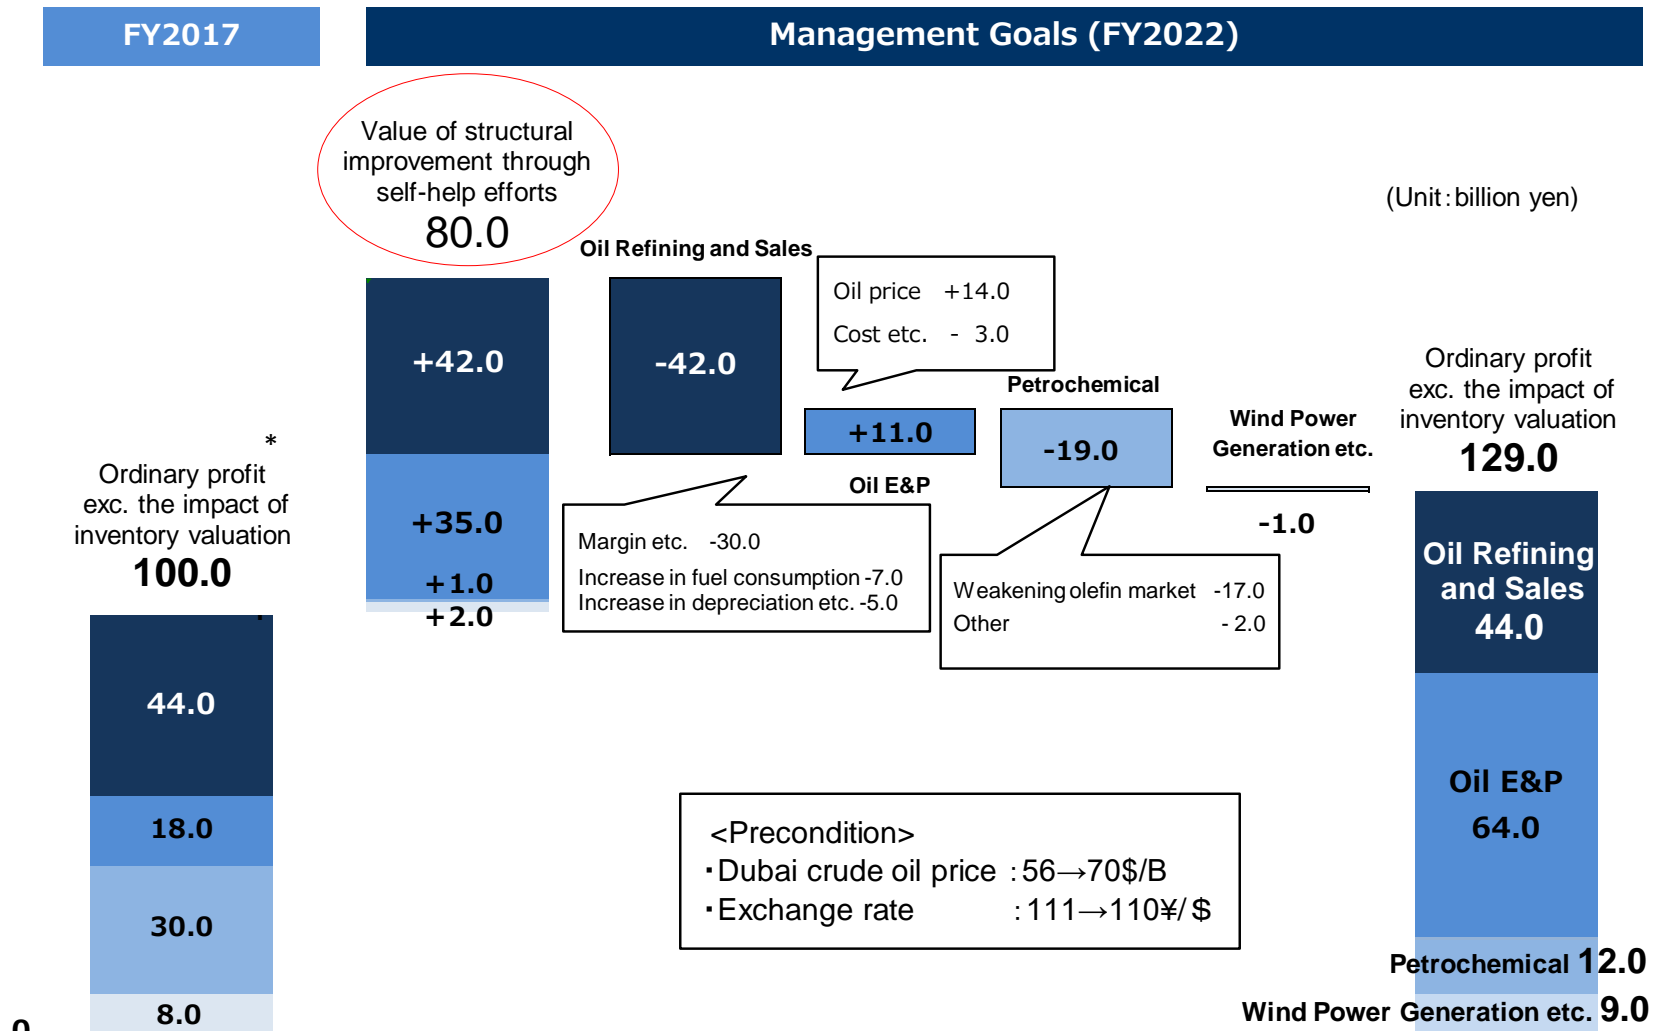 FY2017
Management Goals (FY2022)
Value of structural
improvement through
self-help efforts
80.0
(Unit:billion yen)
Oil Refining and Sales
Oil price +14.0
Cost etc. - 3.0
+42.0
-42.0
Petrochemical
+11.0
-19.0
Oil E&P
Wind Power
Generation etc.
-1.0
Ordinary profit
exc. the impact of
inventory valuation
129.0
*
Ordinary profit
exc. the impact of
inventory valuation
100.0
+35.0
+1.0
+2.0
Margin etc. -30.0
Increase in fuel consumption -7.0
Increase in depreciation etc. -5.0
Weakening olefin market -17.0
Other - 2.0
Oil Refining
and Sales
44.0
44.0
18.0
30.0
8.0
0
<Precondition>
・Dubai crude oil price :56→70$/B
・Exchange rate :111→110¥/$
Oil E&P
64.0
Petrochemical 12.0
Wind Power Generation etc. 9.0